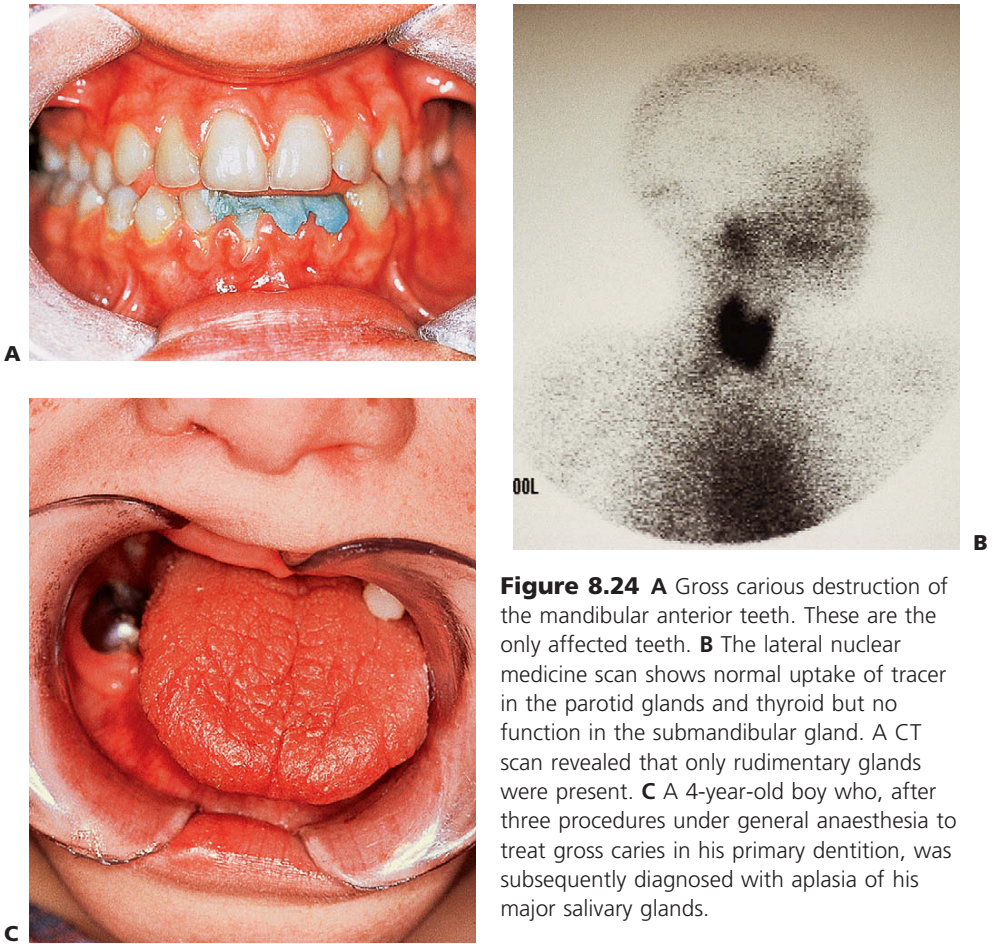 A
00L
B
C
Figure 8.24 A Gross carious destruction of
the mandibular anterior teeth. These are the
only affected teeth. B The lateral nuclear
medicine scan shows normal uptake of tracer
in the parotid glands and thyroid but no
function in the submandibular gland. A CT
scan revealed that only rudimentary glands
were present. C A 4-year-old boy who, after
three procedures under general anaesthesia to
treat gross caries in his primary dentition, was
subsequently diagnosed with aplasia of his
major salivary glands.